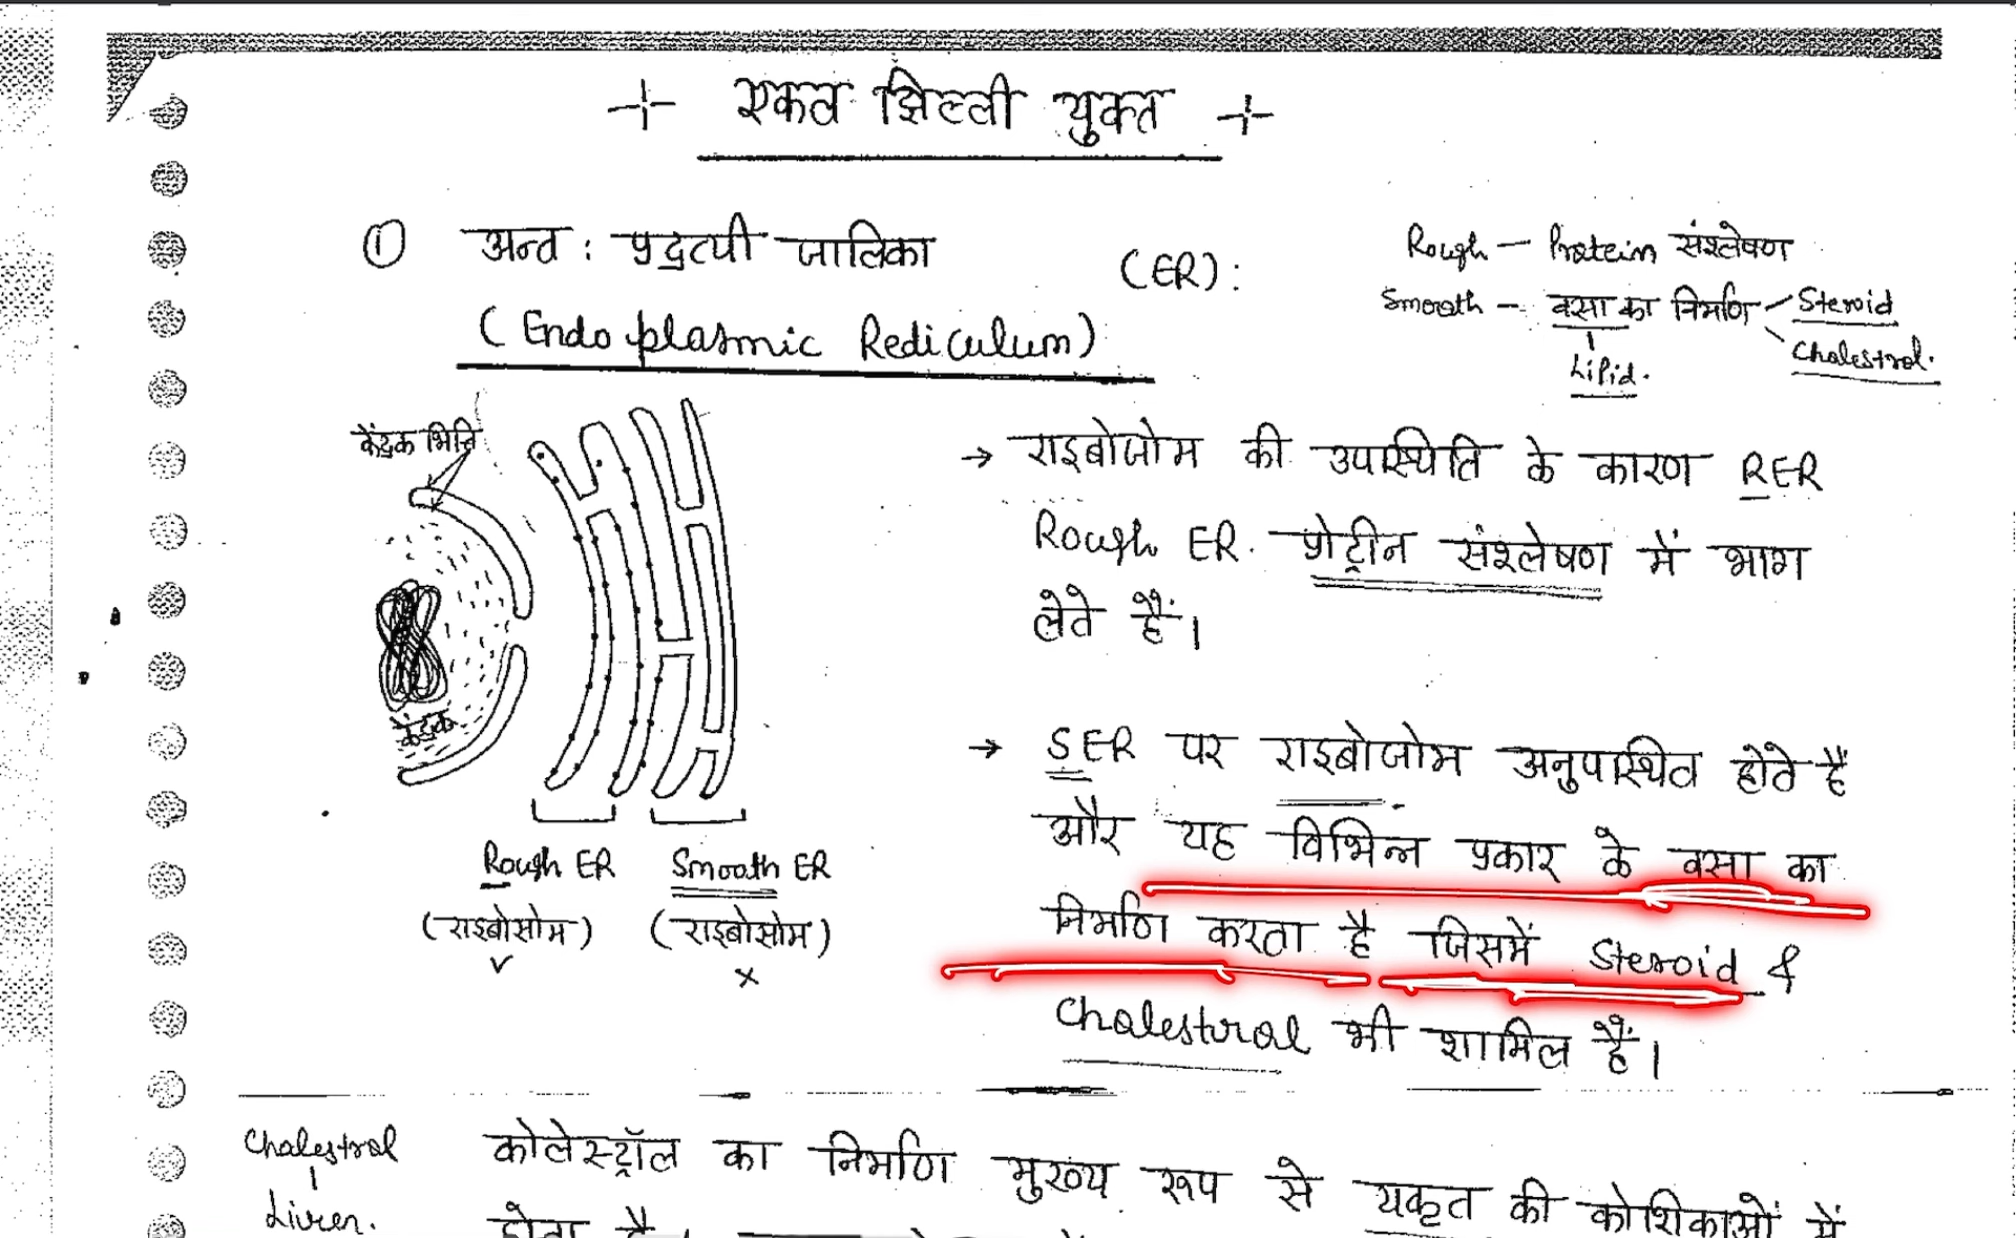 एकल झिल्ली युक्त
① अन्त: प्रद्रव्यी जालिका (ER):
(Endoplasmic Rediculum)
Rough — Protein संश्लेषण
Smooth — वसा का निर्माण Steroid
Lipid. Cholestrol.
केंद्रक भित्ति
केंद्रक
→ राइबोजोम की उपस्थिति के कारण RER
Rough ER. प्रोट्रीन संश्लेषण में भाग
लेते हैं।
→ SER पर राइबोजोम अनुपस्थित होते हैं
और यह विभिन्न प्रकार के वसा का
निर्माण करता है जिसमें Steroid &
Cholestural भी शामिल हैं।
Rough ER Smooth ER
(राइबोसोम) (राइबोसोम)
✓ ×
Cholestrol
Liver.
कोलेस्ट्रॉल का निर्माण मुख्य रूप से यकृत की कोशिकाओं में
होता है।